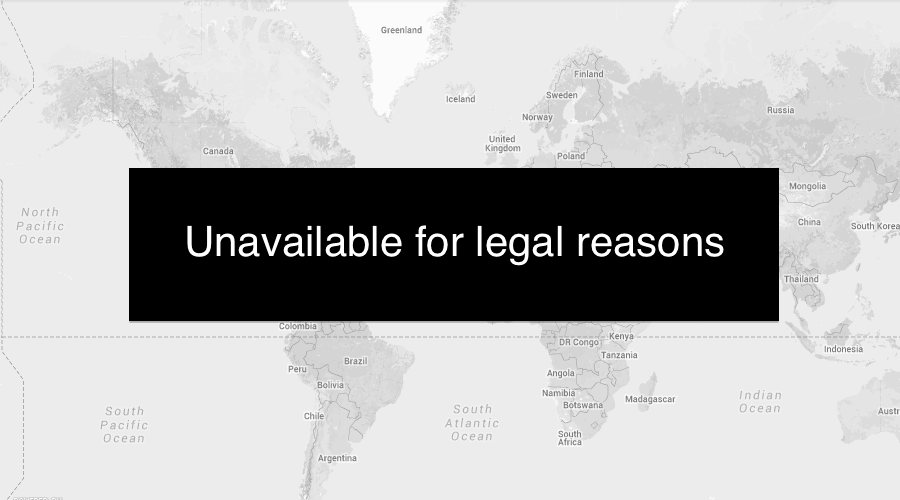 Greenland
Finland
Iceland
Sweden
Russia
Norway
United
Kingdom
Canada
Poland
Mongolia
North
Pacific
Ocean
China
South Korea
Unavailable for legal reasons
Thailand
Colombia
Kenya
DR Congo
Indonesia
Tanzania
Brazil
Peru
Angola
Bolivia
Namibia
Botswana
Madagascar
Indian
Ocean
South
Pacific
Ocean
Chile
South
Atlantic
Ocean
Austr
South
Africa
Argentina